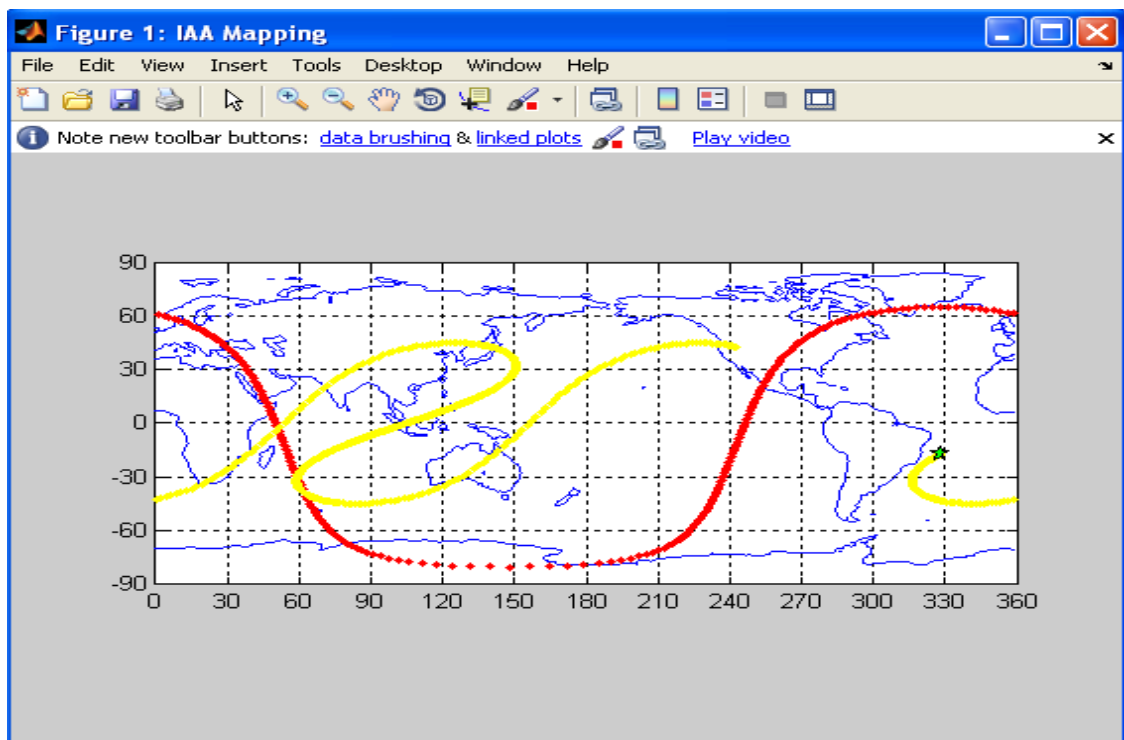 Figure 1: IAA Mapping
File Edit View Insert Tools Desktop Window Help
Note new toolbar buttons: data brushing & linked plots Play video
90
60
30
0
-30
-60
-90
0 30 60 90 120 150 180 210 240 270 300 330 360